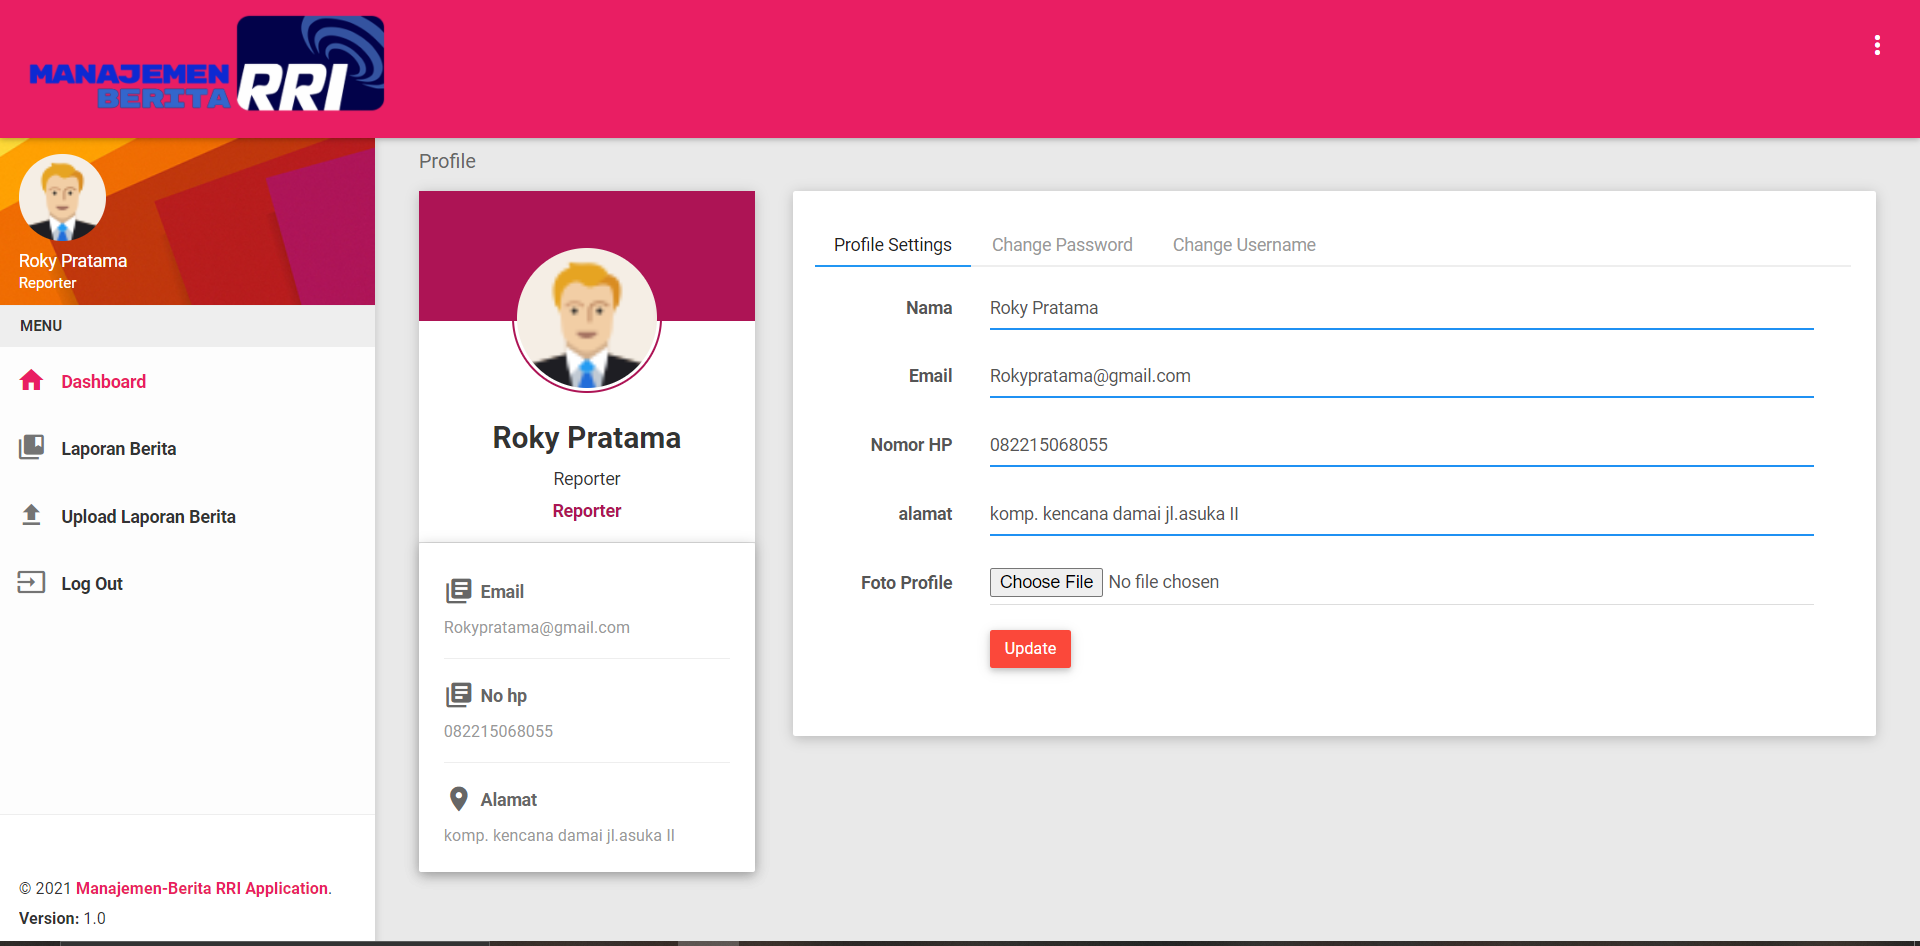 MANAJEMEN
BERITA
RRI
Roky Pratama
Reporter
MENU
Dashboard
Laporan Berita
Upload Laporan Berita
Log Out
© 2021 Manajemen-Berita RRI Application.
Version: 1.0
Profile
Roky Pratama
Reporter
Reporter
Email
Rokypratama@gmail.com
No hp
082215068055
Alamat
komp. kencana damai jl.asuka II
Profile Settings Change Password Change Username
Nama Roky Pratama
Email Rokypratama@gmail.com
Nomor HP 082215068055
alamat komp. kencana damai jl.asuka II
Foto Profile Choose File No file chosen
Update